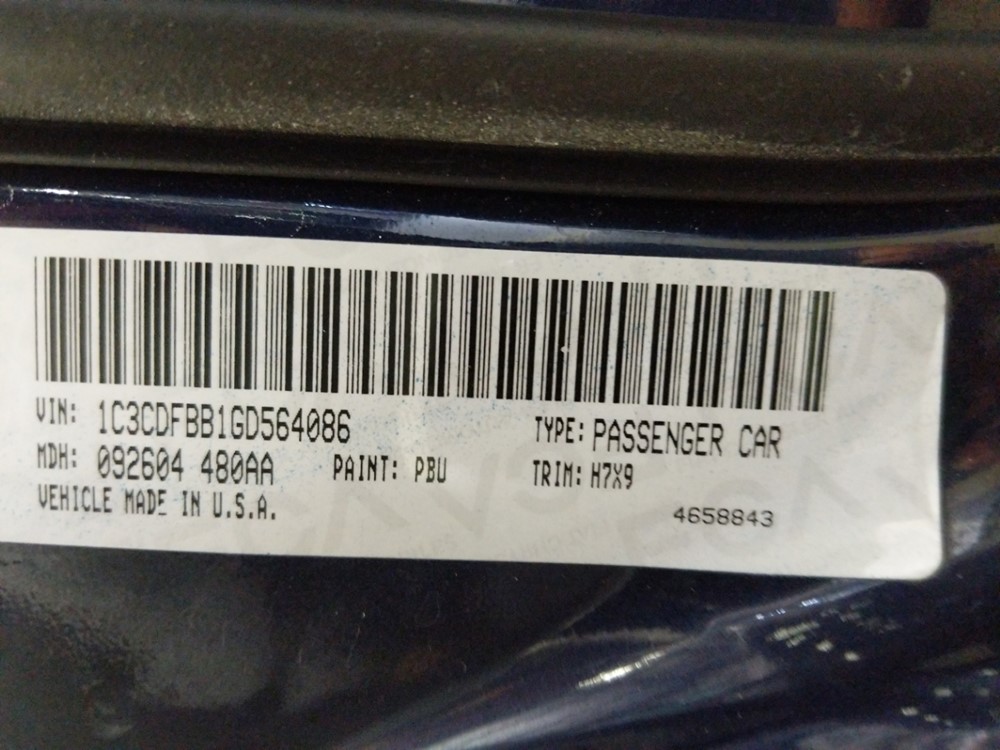 VIN: 1C3CDFBB1GD564086
TYPE: PASSENGER CAR
MDH: 092604 480AA
PAINT: PBU
TRIM: H7X9
VEHICLE MADE IN U.S.A.
4658843